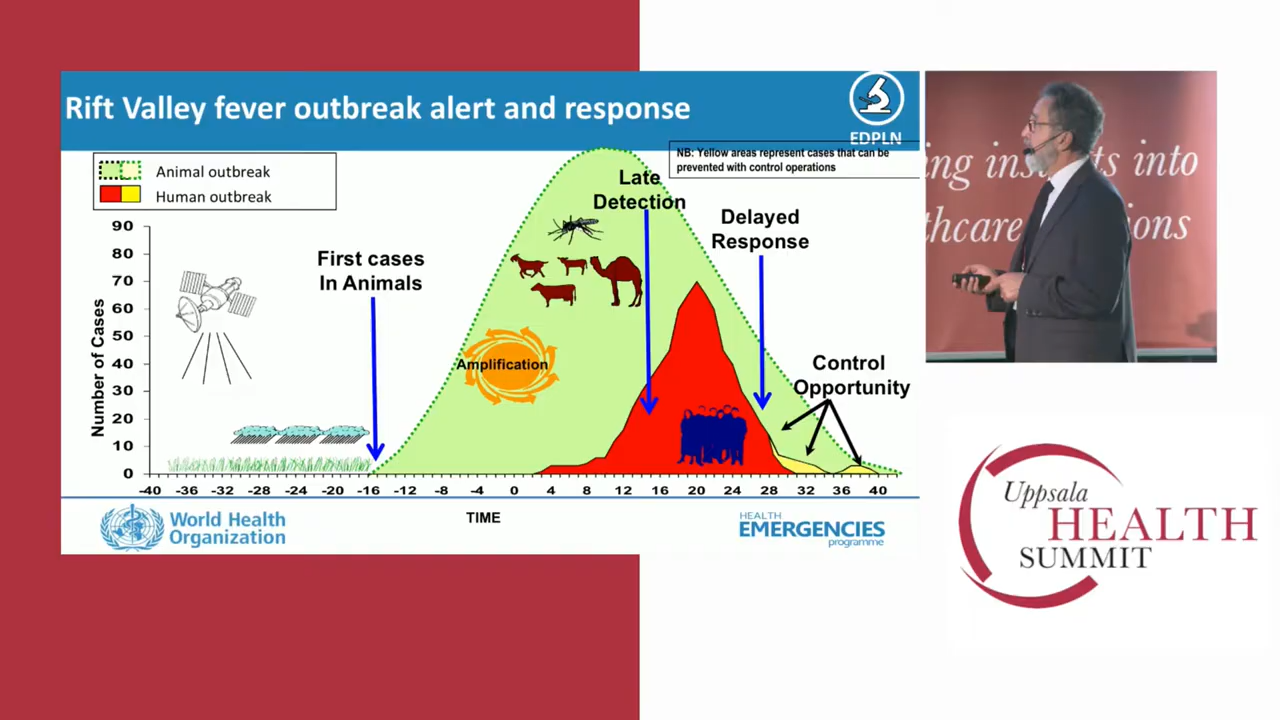 Rift Valley fever outbreak alert and response
EDPLN
NB: Yellow areas represent cases that can be
prevented with control operations
Animal outbreak
Human outbreak
Late
Detection
Delayed
Response
First cases
In Animals
Amplification
Control
Opportunity
Number of Cases
90
80
70
60
50
40
30
20
10
0
-40 -36 -32 -28 -24 -20 -16 -12 -8 -4 0 4 8 12 16 20 24 28 32 36 40
TIME
World Health
Organization
HEALTH
EMERGENCIES
programme
into
Uppsala
HEALTH
SUMMIT